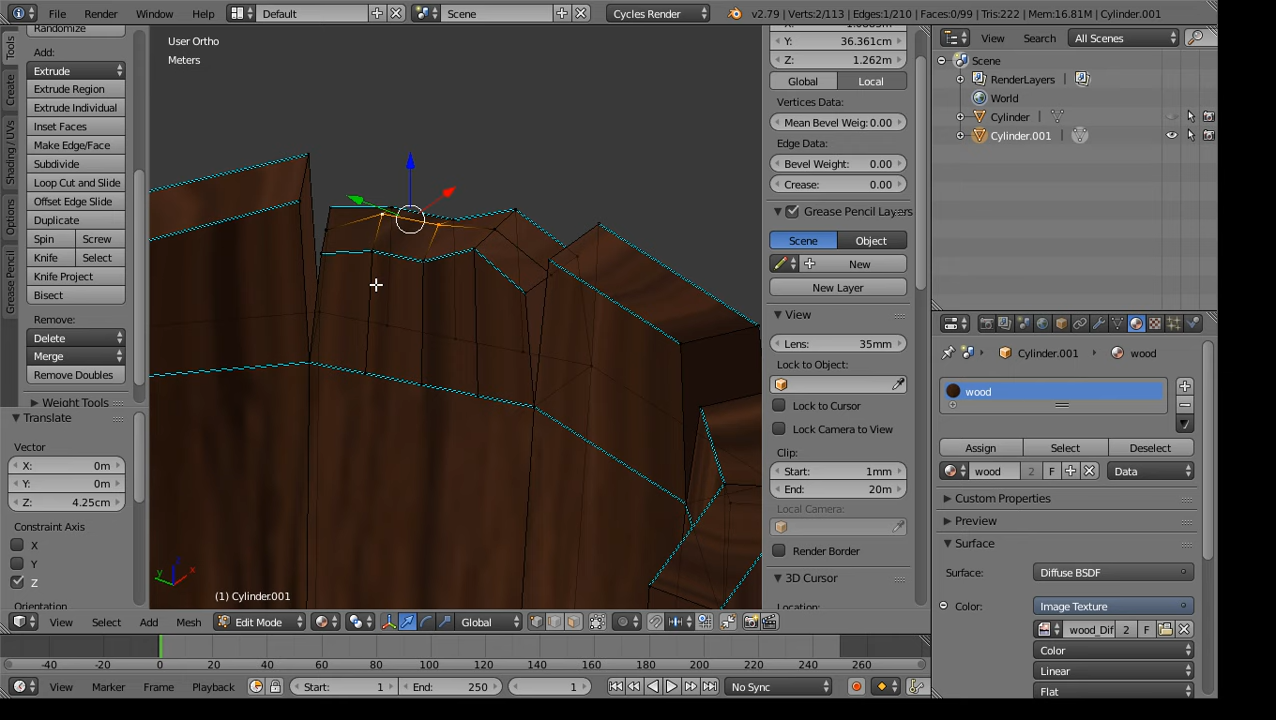 File Render Window Help Default Scene Cycles Render v2.79 | Verts:2/113 | Edges:1/210 | Faces:0/99 | Tris:222 | Mem:16.81M | Cylinder.001
Tools
Create
Shading / UVs
Options
Grease Pencil
Randomize
Add:
Extrude
Extrude Region
Extrude Individual
Inset Faces
Make Edge/Face
Subdivide
Loop Cut and Slide
Offset Edge Slide
Duplicate
Spin Screw
Knife Select
Knife Project
Bisect
Remove:
Delete
Merge
Remove Doubles
Weight Tools
Translate
Vector
X: 0m
Y: 0m
Z: 4.25cm
Constraint Axis
X
Y
Z
Orientation
User Ortho
Meters
z
y
x
(1) Cylinder.001
Y: 36.361cm
Z: 1.262m
Global Local
Vertices Data:
Mean Bevel Weig: 0.00
Edge Data:
Bevel Weight: 0.00
Crease: 0.00
Grease Pencil Layers
Scene Object
New
New Layer
View
Lens: 35mm
Lock to Object:
Lock to Cursor
Lock Camera to View
Clip:
Start: 1mm
End: 20m
Local Camera:
Render Border
3D Cursor
Location:
View Select Add Mesh Edit Mode Global
-40 -20 0 20 40 60 80 100 120 140 160 180 200 220 240 260
View Marker Frame Playback Start: 1 End: 250 1 No Sync
View Search All Scenes
Scene
RenderLayers
World
Cylinder
Cylinder.001
Cylinder.001 wood
wood
Assign Select Deselect
wood 2 F Data
Custom Properties
Preview
Surface
Surface: Diffuse BSDF
Color: Image Texture
wood_Dif 2 F
Color
Linear
Flat